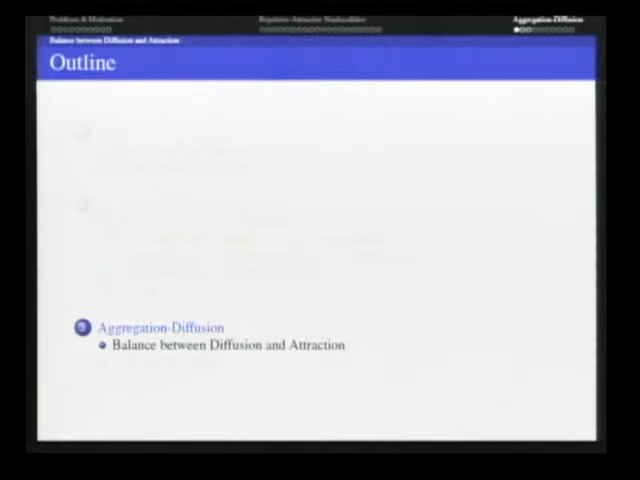 Problems & Motivation
Repulsive-Attractive Nonlocalities
Aggregation-Diffusion
Balance between Diffusion and Attraction
Outline
3
Aggregation-Diffusion
Balance between Diffusion and Attraction